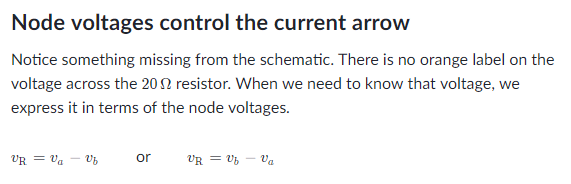 Node voltages control the current arrow
Notice something missing from the schematic. There is no orange label on the
voltage across the 20 Ω resistor. When we need to know that voltage, we
express it in terms of the node voltages.
v_R = v_a − v_b or v_R = v_b − v_a